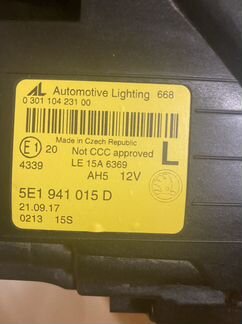 AL Automotive Lighting 668
0 301 104 231 00
Made in Czech Republic
E1 20 Not CCC approved L
4339 LE 15A 6369
AH5 12V
5E1 941 015 D
21.09.17
0213 15S